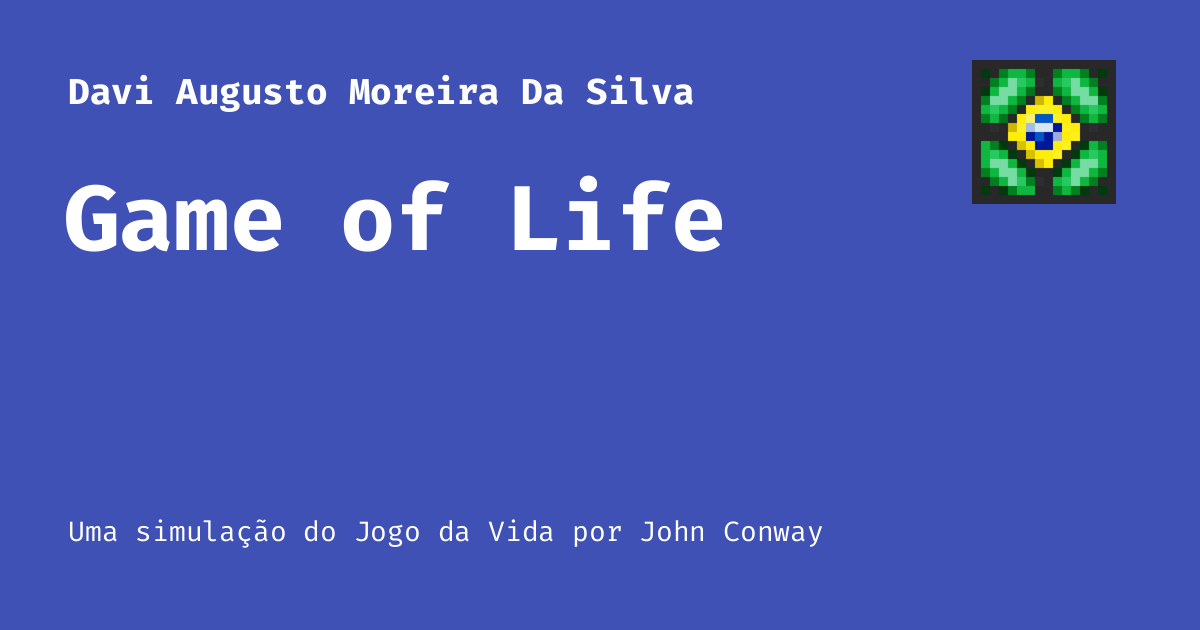 Davi Augusto Moreira Da Silva
Game of Life
Uma simulação do Jogo da Vida por John Conway